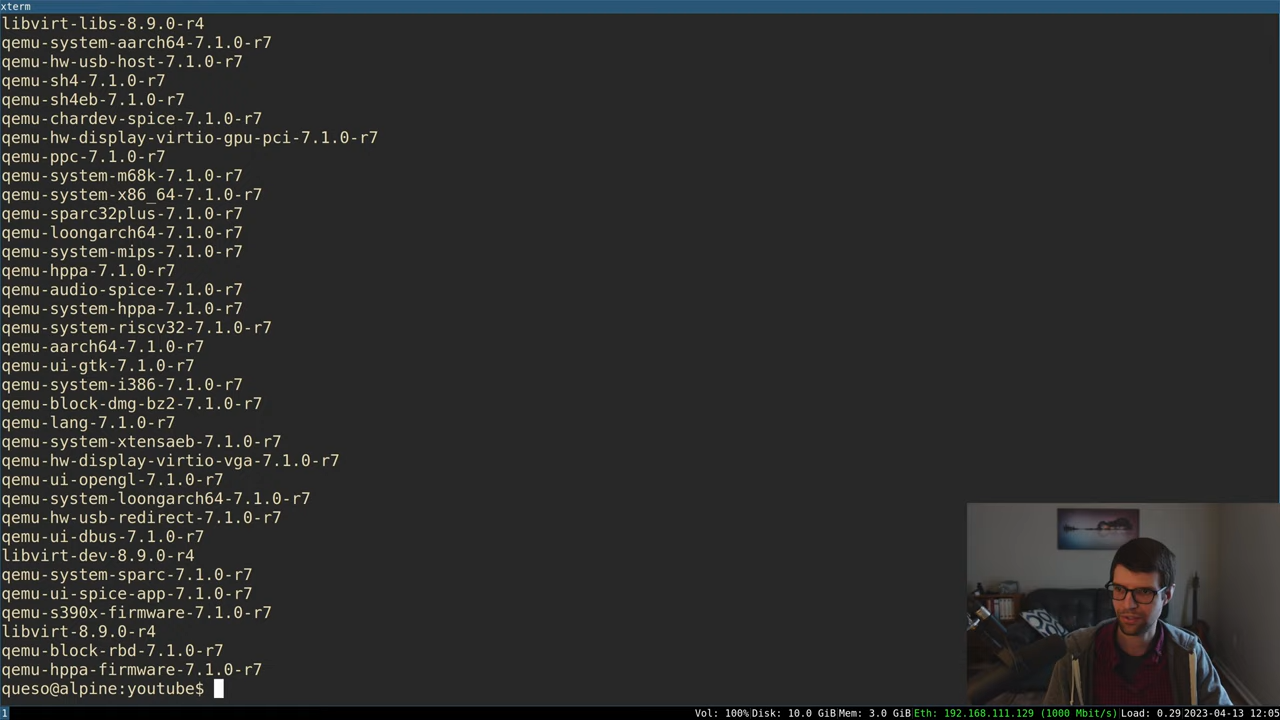 xterm
libvirt-libs-8.9.0-r4
qemu-system-aarch64-7.1.0-r7
qemu-hw-usb-host-7.1.0-r7
qemu-sh4-7.1.0-r7
qemu-sh4eb-7.1.0-r7
qemu-chardev-spice-7.1.0-r7
qemu-hw-display-virtio-gpu-pci-7.1.0-r7
qemu-ppc-7.1.0-r7
qemu-system-m68k-7.1.0-r7
qemu-system-x86_64-7.1.0-r7
qemu-sparc32plus-7.1.0-r7
qemu-loongarch64-7.1.0-r7
qemu-system-mips-7.1.0-r7
qemu-hppa-7.1.0-r7
qemu-audio-spice-7.1.0-r7
qemu-system-hppa-7.1.0-r7
qemu-system-riscv32-7.1.0-r7
qemu-aarch64-7.1.0-r7
qemu-ui-gtk-7.1.0-r7
qemu-system-i386-7.1.0-r7
qemu-block-dmg-bz2-7.1.0-r7
qemu-lang-7.1.0-r7
qemu-system-xtensaeb-7.1.0-r7
qemu-hw-display-virtio-vga-7.1.0-r7
qemu-ui-opengl-7.1.0-r7
qemu-system-loongarch64-7.1.0-r7
qemu-hw-usb-redirect-7.1.0-r7
qemu-ui-dbus-7.1.0-r7
libvirt-dev-8.9.0-r4
qemu-system-sparc-7.1.0-r7
qemu-ui-spice-app-7.1.0-r7
qemu-s390x-firmware-7.1.0-r7
libvirt-8.9.0-r4
qemu-block-rbd-7.1.0-r7
qemu-hppa-firmware-7.1.0-r7
queso@alpine:youtube$
1 Vol: 100% Disk: 10.0 GiB Mem: 3.0 GiB Eth: 192.168.111.129 (1000 Mbit/s) Load: 0.29 2023-04-13 12:05